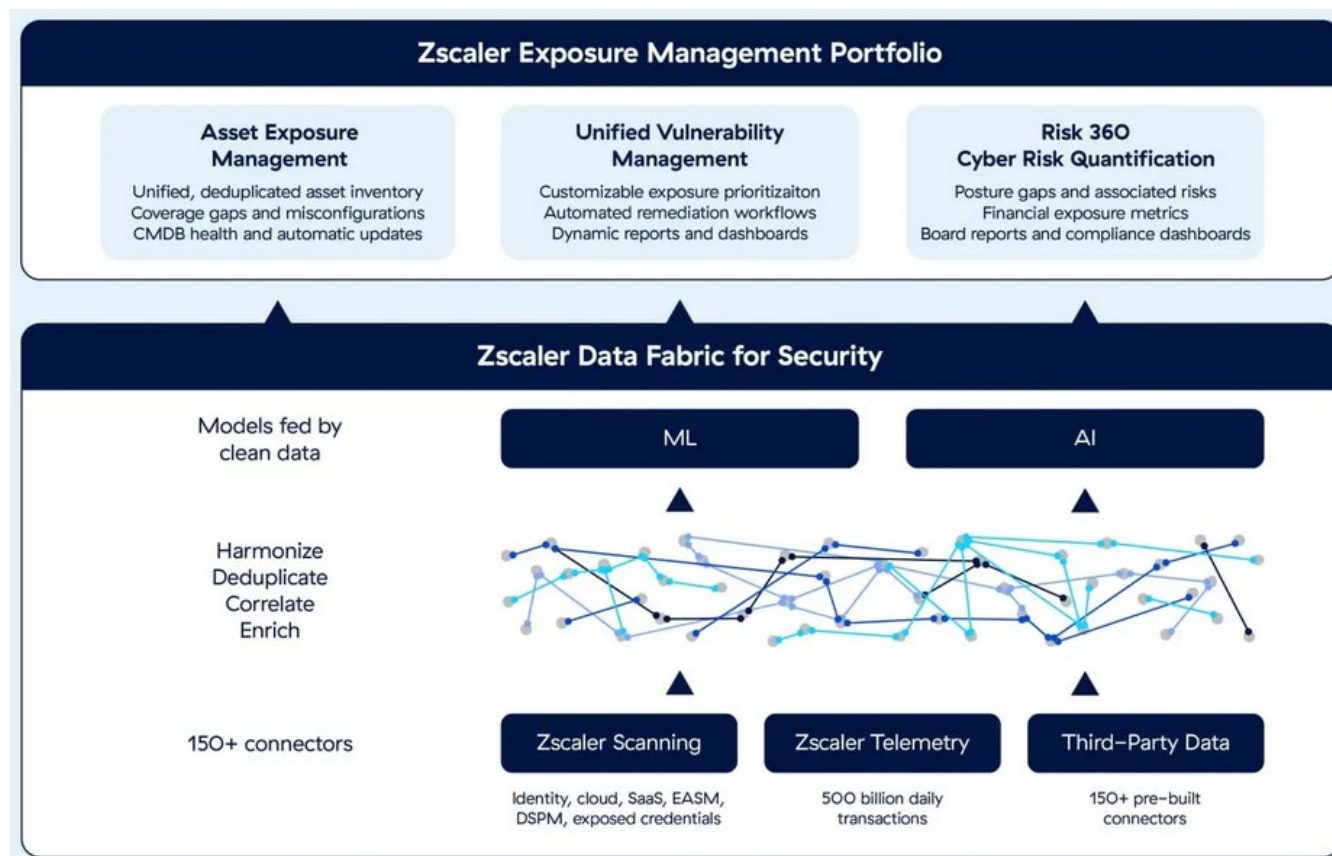 Zscaler Exposure Management Portfolio
Asset Exposure
Management
Unified, deduplicated asset inventory
Coverage gaps and misconfigurations
CMDB health and automatic updates
Unified Vulnerability
Management
Customizable exposure prioritizaiton
Automated remediation workflows
Dynamic reports and dashboards
Risk 360
Cyber Risk Quantification
Posture gaps and associated risks
Financial exposure metrics
Board reports and compliance dashboards
Zscaler Data Fabric for Security
Models fed by
clean data
ML
AI
Harmonize
Deduplicate
Correlate
Enrich
150+ connectors
Zscaler Scanning
Zscaler Telemetry
Third-Party Data
Identity, cloud, SaaS, EASM,
DSPM, exposed credentials
500 billion daily
transactions
150+ pre-built
connectors